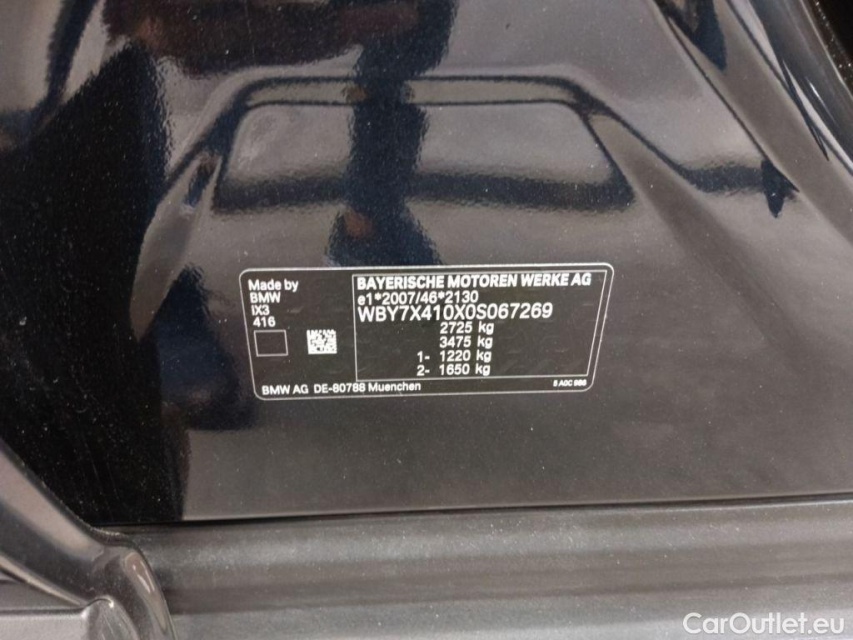 Made by
BMW
iX3
416
BAYERISCHE MOTOREN WERKE AG
e1*2007/46*2130
WBY7X410X0S067269
2725 kg
3475 kg
1- 1220 kg
2- 1650 kg
BMW AG DE-80788 Muenchen
CarOutlet.eu